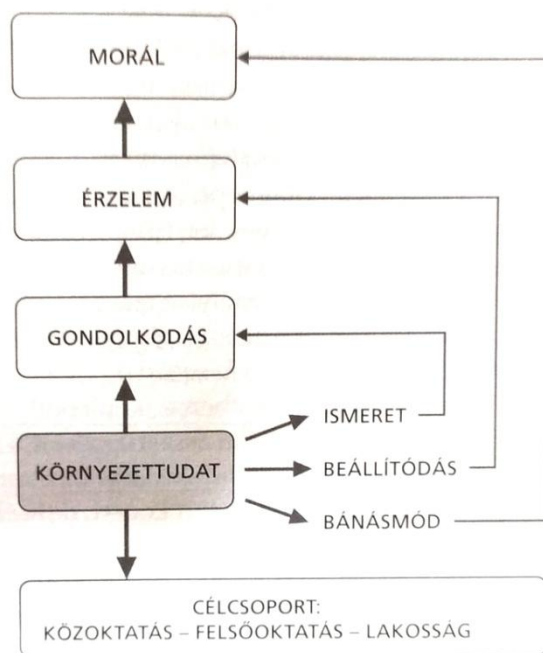 MORÁL
ÉRZELEM
GONDOLKODÁS
KÖRNYEZETTUDAT
ISMERET
BEÁLLÍTÓDÁS
BÁNÁSMÓD
CÉLCSOPORT:
KÖZOKTATÁS – FELSŐOKTATÁS – LAKOSSÁG